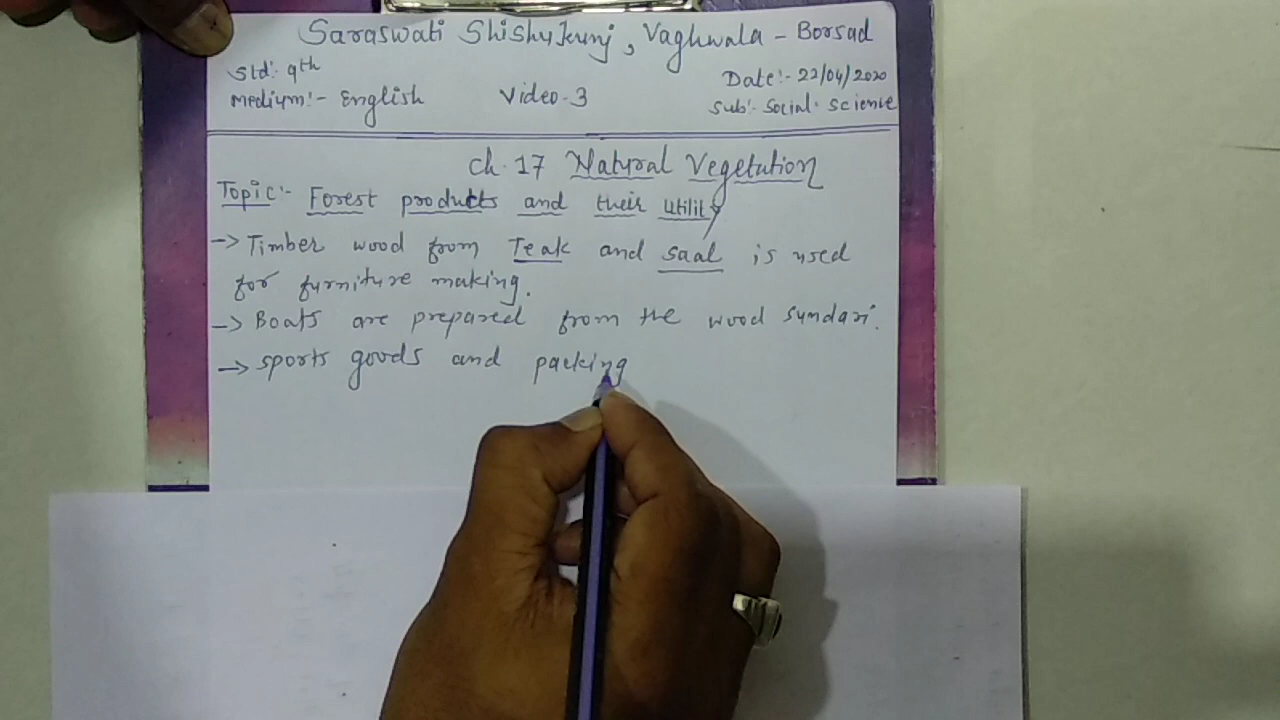 Saraswati Shishukunj, Vaghwala - Borsad
Std:- 9th
Date:- 22/04/2020
Medium:- English
Video-3
Sub:- Social Science
Ch. 17 Natural Vegetation
Topic:- Forest products and their utility
-> Timber wood from Teak and Saal is used
for furniture making.
-> Boats are prepared from the wood Sundari.
-> sports goods and packing